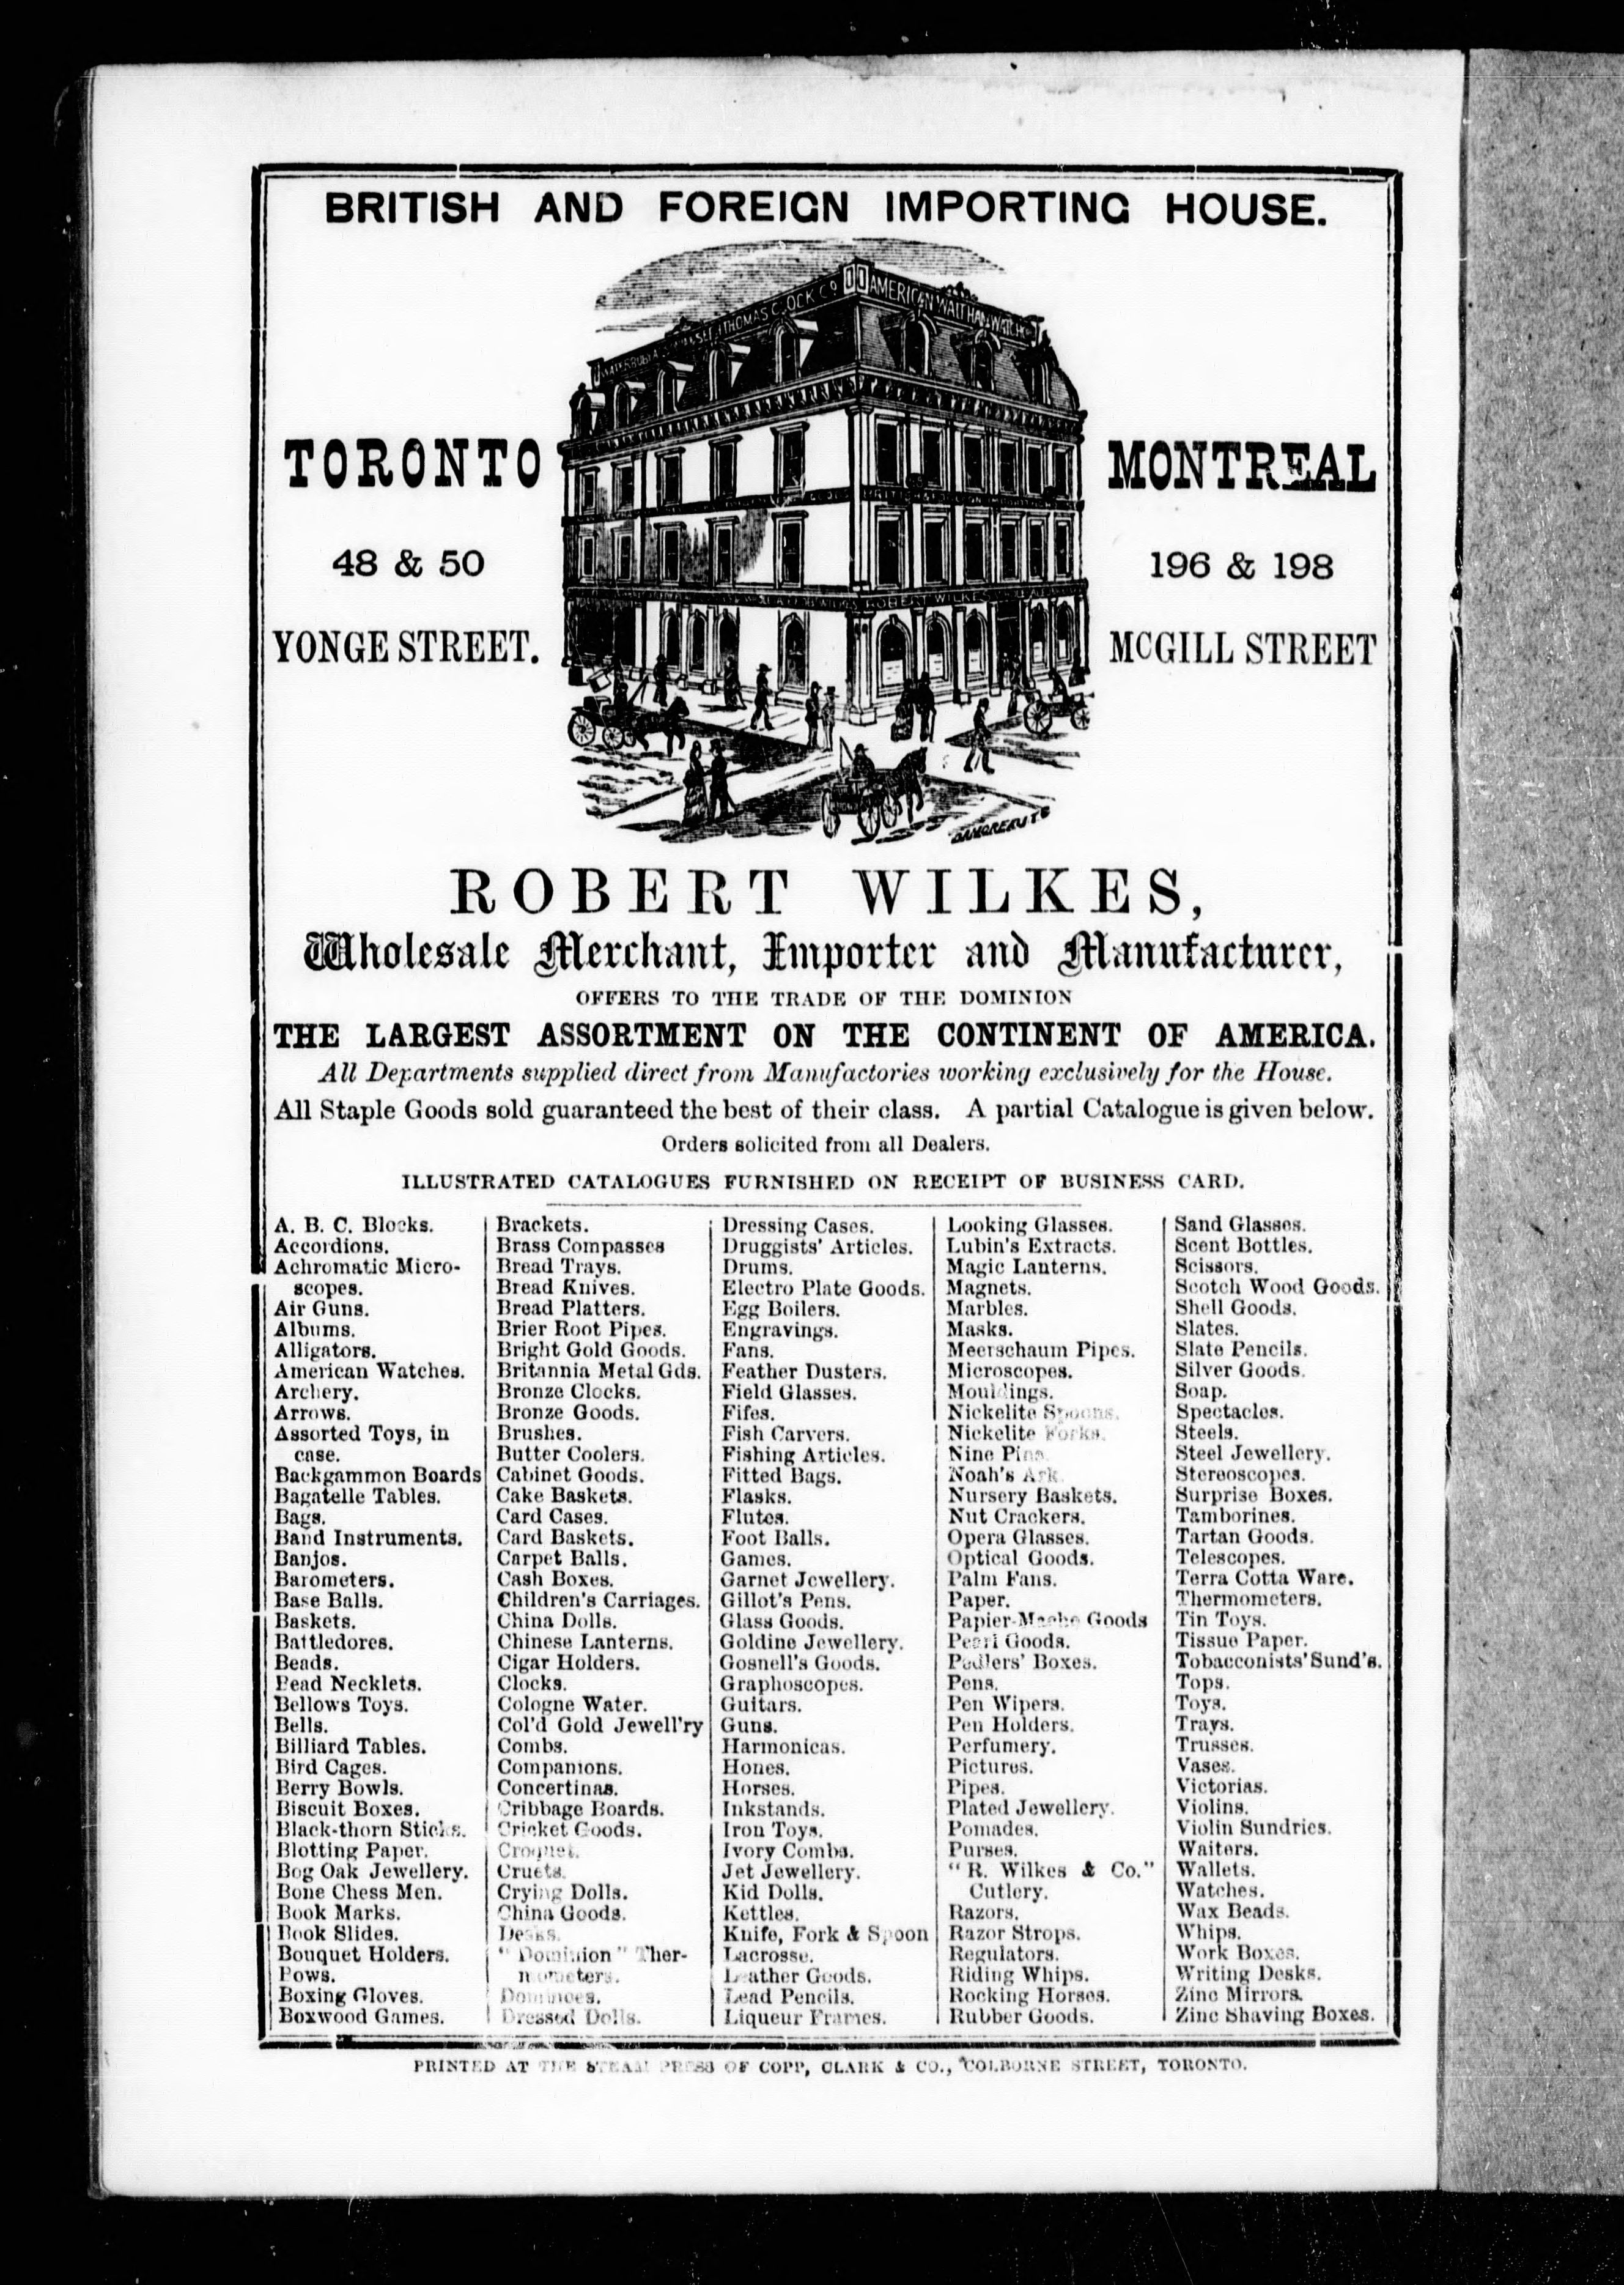 BRITISH AND FOREIGN IMPORTING HOUSE.
THOMAS CLOCK CO
AMERICAN WALTHAM WATCH CO
TORONTO
48 & 50
YONGE STREET.
MONTREAL
196 & 198
MCGILL STREET
ROBERT WILKES
DAMOREAU T.O
ROBERT WILKES,
Wholesale Merchant, Importer and Manufacturer,
OFFERS TO THE TRADE OF THE DOMINION
THE LARGEST ASSORTMENT ON THE CONTINENT OF AMERICA.
All Departments supplied direct from Manufactories working exclusively for the House.
All Staple Goods sold guaranteed the best of their class. A partial Catalogue is given below.
Orders solicited from all Dealers.
ILLUSTRATED CATALOGUES FURNISHED ON RECEIPT OF BUSINESS CARD.
A. B. C. Blocks.
Accordions.
Achromatic Micro-
scopes.
Air Guns.
Albums.
Alligators.
American Watches.
Archery.
Arrows.
Assorted Toys, in
case.
Backgammon Boards
Bagatelle Tables.
Bags.
Band Instruments.
Banjos.
Barometers.
Base Balls.
Baskets.
Battledores.
Beads.
Bead Necklets.
Bellows Toys.
Bells.
Billiard Tables.
Bird Cages.
Berry Bowls.
Biscuit Boxes.
Black-thorn Sticks.
Blotting Paper.
Bog Oak Jewellery.
Bone Chess Men.
Book Marks.
Book Slides.
Bouquet Holders.
Bows.
Boxing Gloves.
Boxwood Games.
Brackets.
Brass Compasses
Bread Trays.
Bread Knives.
Bread Platters.
Brier Root Pipes.
Bright Gold Goods.
Britannia Metal Gds.
Bronze Clocks.
Bronze Goods.
Brushes.
Butter Coolers.
Cabinet Goods.
Cake Baskets.
Card Cases.
Card Baskets.
Carpet Balls.
Cash Boxes.
Children's Carriages.
China Dolls.
Chinese Lanterns.
Cigar Holders.
Clocks.
Cologne Water.
Col'd Gold Jewell'ry
Combs.
Companions.
Concertinas.
Cribbage Boards.
Cricket Goods.
Croquet.
Cruets.
Crying Dolls.
China Goods.
Desks.
"Dominion" Ther-
mometers.
Dominoes.
Dressed Dolls.
Dressing Cases.
Druggists' Articles.
Drums.
Electro Plate Goods.
Egg Boilers.
Engravings.
Fans.
Feather Dusters.
Field Glasses.
Fifes.
Fish Carvers.
Fishing Articles.
Fitted Bags.
Flasks.
Flutes.
Foot Balls.
Games.
Garnet Jewellery.
Gillot's Pens.
Glass Goods.
Goldine Jewellery.
Gosnell's Goods.
Graphoscopes.
Guitars.
Guns.
Harmonicas.
Hones.
Horses.
Inkstands.
Iron Toys.
Ivory Combs.
Jet Jewellery.
Kid Dolls.
Kettles.
Knife, Fork & Spoon
Lacrosse.
Leather Goods.
Lead Pencils.
Liqueur Frames.
Looking Glasses.
Lubin's Extracts.
Magic Lanterns.
Magnets.
Marbles.
Masks.
Meerschaum Pipes.
Microscopes.
Mouldings.
Nickelite Spoons.
Nickelite Forks.
Nine Pins
Noah's Ark.
Nursery Baskets.
Nut Crackers.
Opera Glasses.
Optical Goods.
Palm Fans.
Paper.
Papier-Mache Goods
Pearl Goods.
Pedlers' Boxes.
Pens.
Pen Wipers.
Pen Holders.
Perfumery.
Pictures.
Pipes.
Plated Jewellery.
Pomades.
Purses.
"R. Wilkes & Co."
Cutlery.
Razors.
Razor Strops.
Regulators.
Riding Whips.
Rocking Horses.
Rubber Goods.
Sand Glasses.
Scent Bottles.
Scissors.
Scotch Wood Goods.
Shell Goods.
Slates.
Slate Pencils.
Silver Goods.
Soap.
Spectacles.
Steels.
Steel Jewellery.
Stereoscopes.
Surprise Boxes.
Tamborines.
Tartan Goods.
Telescopes.
Terra Cotta Ware.
Thermometers.
Tin Toys.
Tissue Paper.
Tobacconists' Sund's.
Tops.
Toys.
Trays.
Trusses.
Vases.
Victorias.
Violins.
Violin Sundries.
Waiters.
Wallets.
Watches.
Wax Beads.
Whips.
Work Boxes.
Writing Desks.
Zinc Mirrors.
Zinc Shaving Boxes.
PRINTED AT THE STEAM PRESS OF COPP, CLARK & CO., COLBORNE STREET, TORONTO.